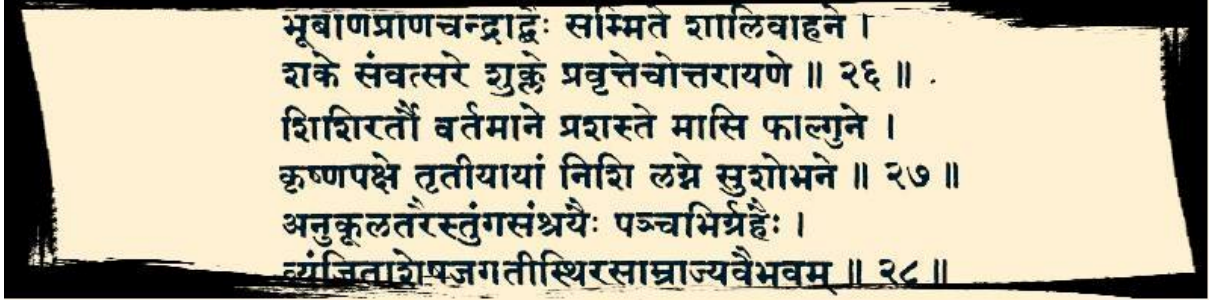 भूबाणप्राणचन्द्राद्बैः सम्मिते शालिवाहने ।
शके संवत्सरे शुक्ले प्रवृत्तेचोत्तरायणे ॥ २६ ॥ .
शिशिरर्तौ वर्तमाने प्रशस्ते मासि फाल्गुने ।
कृष्णपक्षे तृतीयायां निशि लग्ने सुशोभने ॥ २७ ॥
अनुकूलतरैस्तुंगसंश्रयैः पञ्चभिर्ग्रहैः ।
व्यंजिताशेषजगतीस्थिरसाम्राज्यवैभवम् ॥ २८ ॥